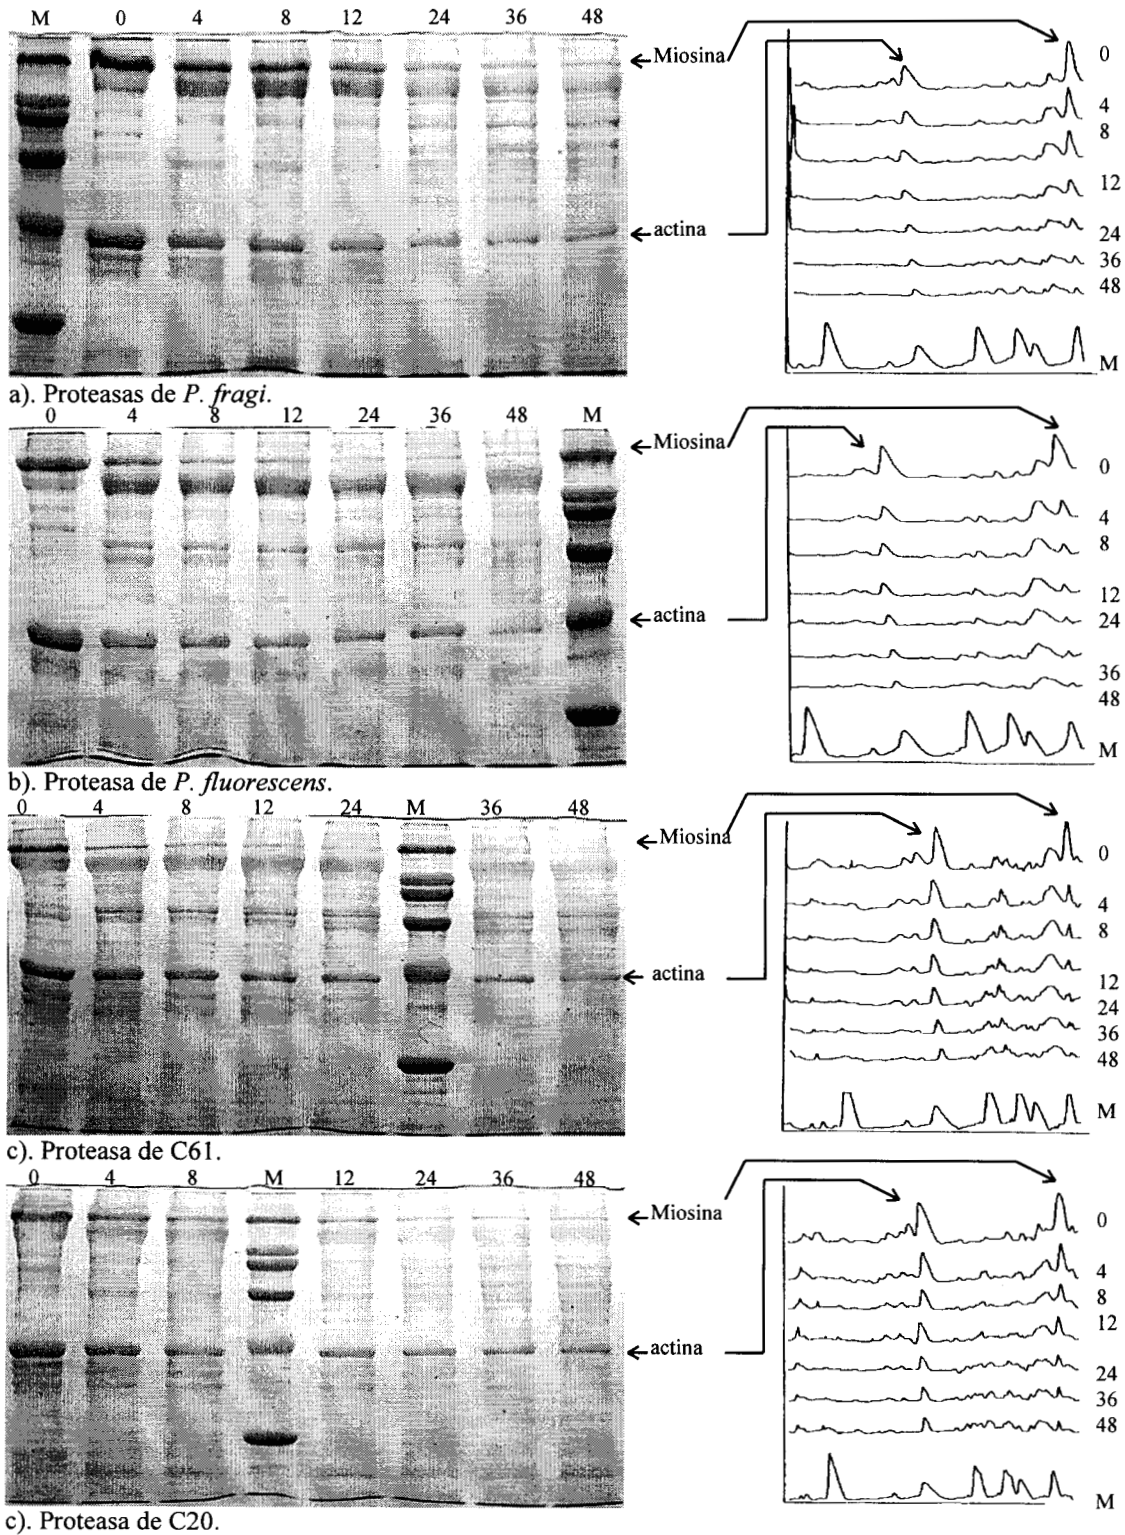 M 0 4 8 12 24 36 48
Miosina
actina
0
4
8
12
24
36
48
M
a). Proteasas de P. fragi.
0 4 8 12 24 36 48 M
Miosina
actina
0
4
8
12
24
36
48
M
b). Proteasa de P. fluorescens.
0 4 8 12 24 M 36 48
Miosina
actina
0
4
8
12
24
36
48
M
c). Proteasa de C61.
0 4 8 M 12 24 36 48
Miosina
actina
0
4
8
12
24
36
48
M
c). Proteasa de C20.